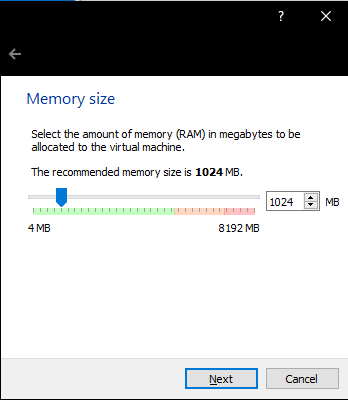 ?
Memory size
Select the amount of memory (RAM) in megabytes to be
allocated to the virtual machine.
The recommended memory size is 1024 MB.
1024 MB
4 MB 8192 MB
Next Cancel